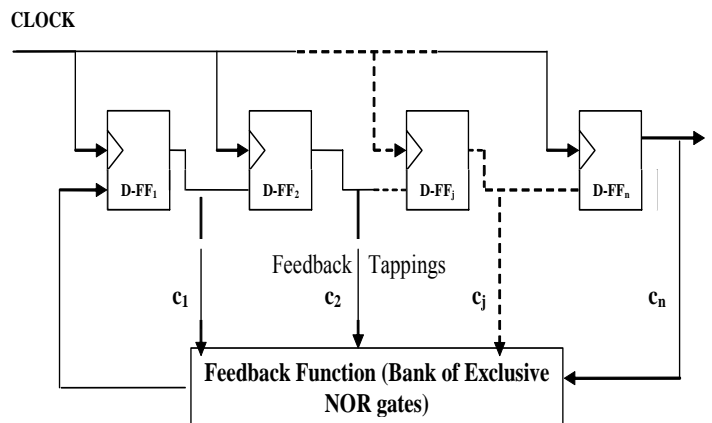 CLOCK
D-FF1
D-FF2
D-FFj
D-FFn
Feedback Tappings
c1
c2
cj
cn
Feedback Function (Bank of Exclusive
NOR gates)